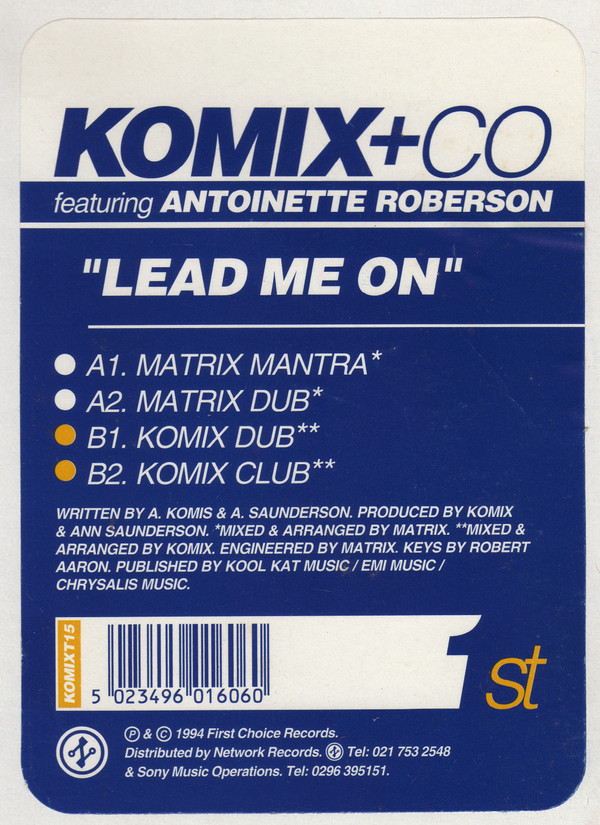 KOMIX+CO
featuring ANTOINETTE ROBERSON
"LEAD ME ON"
A1. MATRIX MANTRA*
A2. MATRIX DUB*
B1. KOMIX DUB**
B2. KOMIX CLUB**
WRITTEN BY A. KOMIS & A. SAUNDERSON. PRODUCED BY KOMIX
& ANN SAUNDERSON. *MIXED & ARRANGED BY MATRIX. **MIXED &
ARRANGED BY KOMIX. ENGINEERED BY MATRIX. KEYS BY ROBERT
AARON. PUBLISHED BY KOOL KAT MUSIC / EMI MUSIC /
CHRYSALIS MUSIC.
KOMIXT15
5 023496 016060
1st
Ⓟ & © 1994 First Choice Records.
Distributed by Network Records. Tel: 021 753 2548
& Sony Music Operations. Tel: 0296 395151.